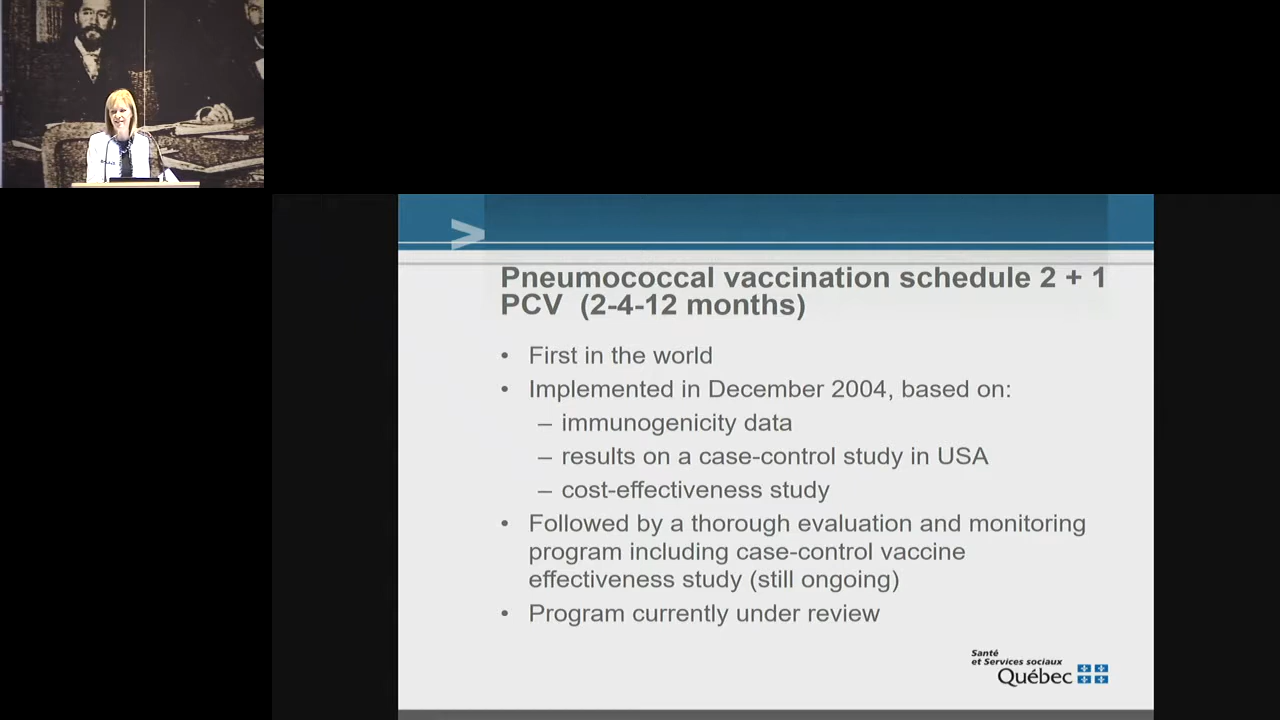 Pneumococcal vaccination schedule 2 + 1
PCV (2-4-12 months)
• First in the world
• Implemented in December 2004, based on:
– immunogenicity data
– results on a case-control study in USA
– cost-effectiveness study
• Followed by a thorough evaluation and monitoring
program including case-control vaccine
effectiveness study (still ongoing)
• Program currently under review
Santé
et Services sociaux
Québec